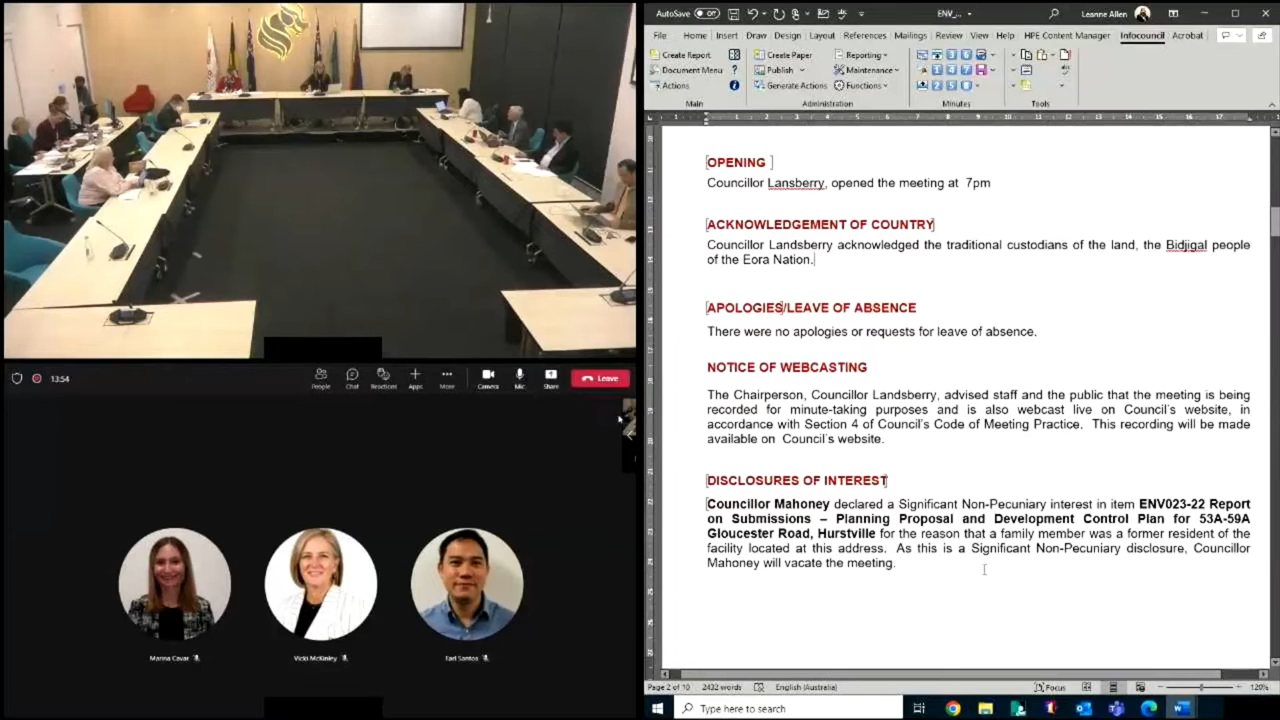 13:54
People
Chat
Reactions
Apps
More
Camera
Mic
Share
Leave
Marina Cavar
Vicki McKinley
Earl Santos
AutoSave Off
ENV_...
Leanne Allen
File Home Insert Draw Design Layout References Mailings Review View Help HPE Content Manager Infocouncil Acrobat
Create Report
Document Menu
Actions
Main
Create Paper
Publish
Generate Actions
Reporting
Maintenance
Functions
Administration
Minutes
Tools
OPENING
Councillor Lansberry, opened the meeting at 7pm
ACKNOWLEDGEMENT OF COUNTRY
Councillor Landsberry acknowledged the traditional custodians of the land, the Bidjigal people
of the Eora Nation.
APOLOGIES/LEAVE OF ABSENCE
There were no apologies or requests for leave of absence.
NOTICE OF WEBCASTING
The Chairperson, Councillor Landsberry, advised staff and the public that the meeting is being
recorded for minute-taking purposes and is also webcast live on Council's website, in
accordance with Section 4 of Council's Code of Meeting Practice. This recording will be made
available on Council's website.
DISCLOSURES OF INTEREST
Councillor Mahoney declared a Significant Non-Pecuniary interest in item ENV023-22 Report
on Submissions – Planning Proposal and Development Control Plan for 53A-59A
Gloucester Road, Hurstville for the reason that a family member was a former resident of the
facility located at this address. As this is a Significant Non-Pecuniary disclosure, Councillor
Mahoney will vacate the meeting.
Page 2 of 10 2432 words English (Australia) Focus 120%
Type here to search